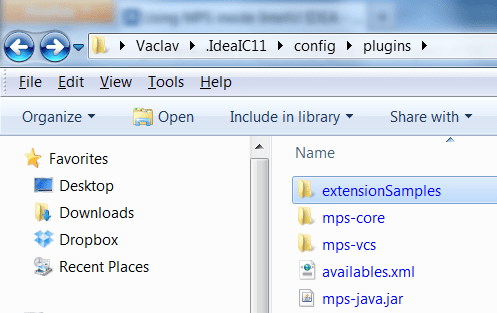 Using MPS inside IntelliJ IDEA
Vaclav .IdeaIC11 config plugins
File Edit View Tools Help
Organize Open Include in library Share with
Favorites
Desktop
Downloads
Dropbox
Recent Places
Name
extensionSamples
mps-core
mps-vcs
availables.xml
mps-java.jar